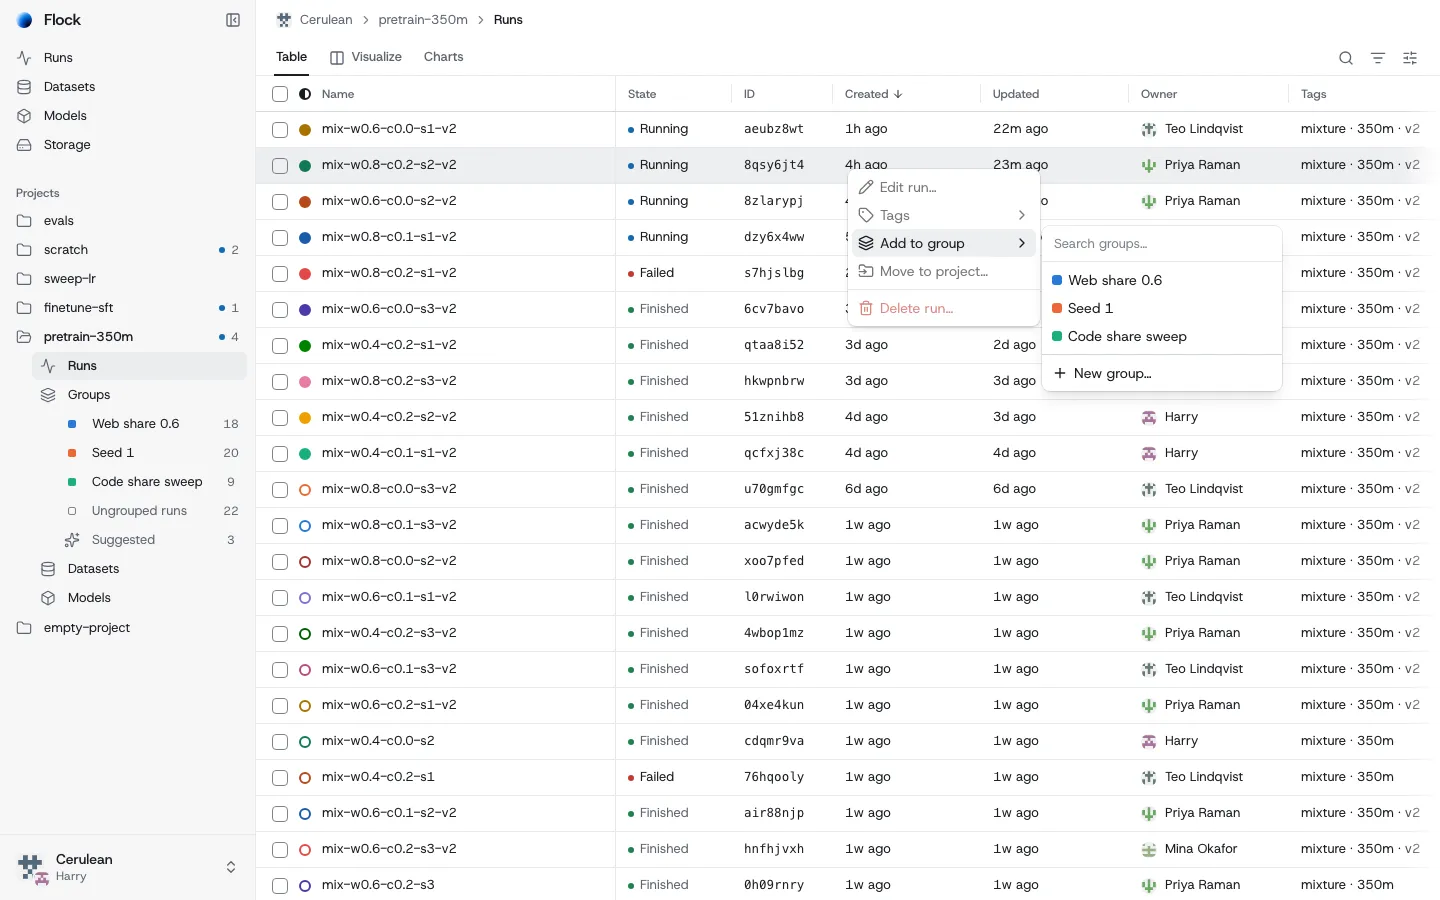 Flock
Runs
Datasets
Models
Storage
Projects
evals
scratch 2
sweep-lr
finetune-sft 1
pretrain-350m 4
Runs
Groups
Web share 0.6 18
Seed 1 20
Code share sweep 9
Ungrouped runs 22
Suggested 3
Datasets
Models
empty-project
Cerulean
Harry
Cerulean > pretrain-350m > Runs
Table Visualize Charts
Name State ID Created ↓ Updated Owner Tags
mix-w0.6-c0.0-s1-v2 Running aeubz8wt 1h ago 22m ago Teo Lindqvist mixture · 350m · v2
mix-w0.8-c0.2-s2-v2 Running 8qsy6jt4 4h ago 23m ago Priya Raman mixture · 350m · v2
mix-w0.6-c0.0-s2-v2 Running 8zlarypj Priya Raman mixture · 350m · v2
mix-w0.8-c0.1-s1-v2 Running dzy6x4ww
mix-w0.8-c0.2-s1-v2 Failed s7hjslbg
mix-w0.6-c0.0-s3-v2 Finished 6cv7bavo
mix-w0.4-c0.2-s1-v2 Finished qtaa8i52 3d ago 2d ago mixture · 350m · v2
mix-w0.8-c0.2-s3-v2 Finished hkwpnbrw 3d ago 3d ago mixture · 350m · v2
mix-w0.4-c0.2-s2-v2 Finished 51znihb8 4d ago 3d ago Harry mixture · 350m · v2
mix-w0.4-c0.1-s1-v2 Finished qcfxj38c 4d ago 4d ago Harry mixture · 350m · v2
mix-w0.8-c0.0-s3-v2 Finished u70gmfgc 6d ago 6d ago Teo Lindqvist mixture · 350m · v2
mix-w0.8-c0.1-s3-v2 Finished acwyde5k 1w ago 1w ago Priya Raman mixture · 350m · v2
mix-w0.8-c0.0-s2-v2 Finished xoo7pfed 1w ago 1w ago Priya Raman mixture · 350m · v2
mix-w0.6-c0.1-s1-v2 Finished l0rwiwon 1w ago 1w ago Teo Lindqvist mixture · 350m · v2
mix-w0.4-c0.2-s3-v2 Finished 4wbop1mz 1w ago 1w ago Priya Raman mixture · 350m · v2
mix-w0.6-c0.1-s3-v2 Finished sofoxrtf 1w ago 1w ago Teo Lindqvist mixture · 350m · v2
mix-w0.6-c0.2-s1-v2 Finished 04xe4kun 1w ago 1w ago Priya Raman mixture · 350m · v2
mix-w0.4-c0.0-s2 Finished cdqmr9va 1w ago 1w ago Harry mixture · 350m
mix-w0.4-c0.2-s1 Failed 76hqooly 1w ago 1w ago Teo Lindqvist mixture · 350m
mix-w0.6-c0.1-s2-v2 Finished air88njp 1w ago 1w ago Priya Raman mixture · 350m · v2
mix-w0.6-c0.2-s3-v2 Finished hnfhjvxh 1w ago 1w ago Mina Okafor mixture · 350m · v2
mix-w0.6-c0.2-s3 Finished 0h09rnry 1w ago 1w ago Priya Raman mixture · 350m
Edit run…
Tags
Add to group
Move to project…
Delete run…
Search groups…
Web share 0.6
Seed 1
Code share sweep
New group…